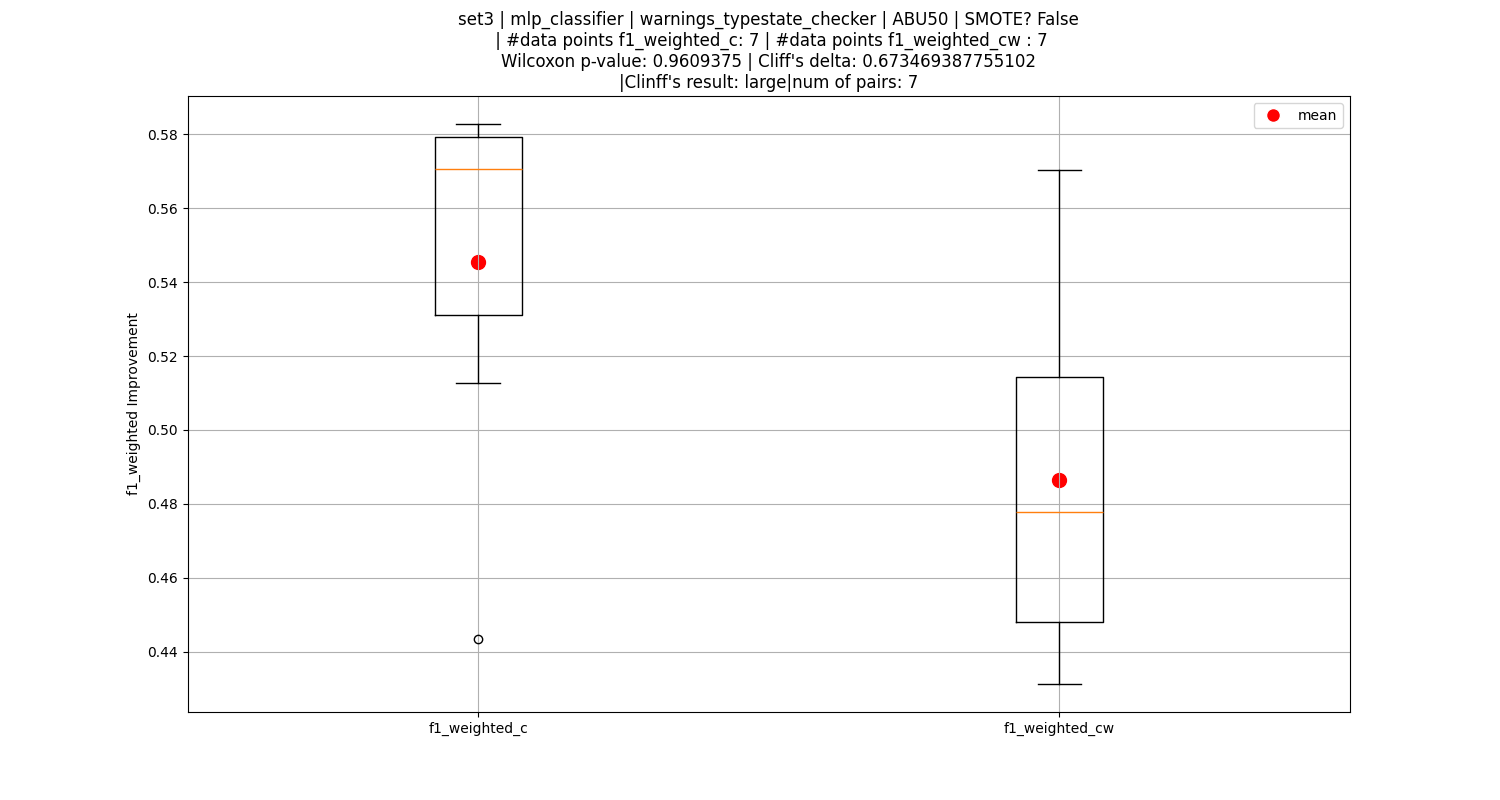 set3 | mlp_classifier | warnings_typestate_checker | ABU50 | SMOTE? False
| #data points f1_weighted_c: 7 | #data points f1_weighted_cw : 7
Wilcoxon p-value: 0.9609375 | Cliff's delta: 0.673469387755102
|Clinff's result: large|num of pairs: 7
mean
0.58
0.56
0.54
0.52
0.50
0.48
0.46
0.44
f1_weighted Improvement
f1_weighted_c
f1_weighted_cw